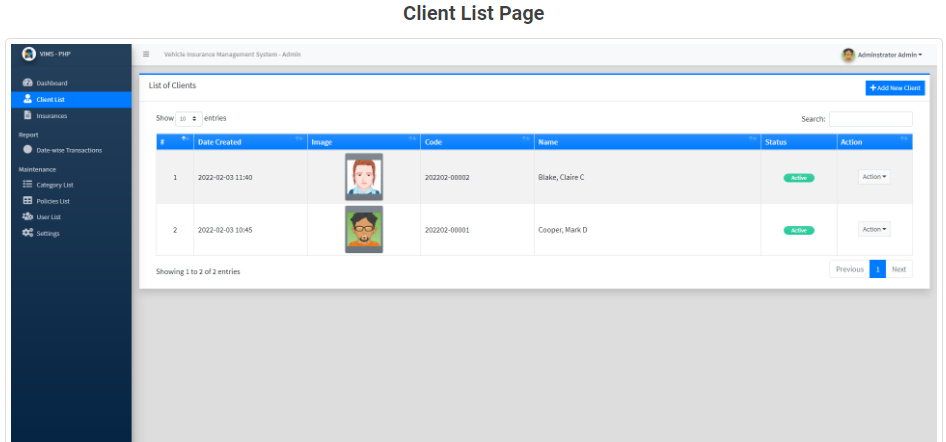 Client List Page
VIMS - PHP
Vehicle Insurance Management System - Admin
Adminstrator Admin
Dashboard
Client List
Insurances
Report
Date-wise Transactions
Maintenance
Category List
Policies List
User List
Settings
List of Clients
+ Add New Client
Show 10 entries
Search:
# Date Created Image Code Name Status Action
1 2022-02-03 11:40 202202-00002 Blake, Claire C Active Action
2 2022-02-03 10:45 202202-00001 Cooper, Mark D Active Action
Showing 1 to 2 of 2 entries
Previous 1 Next